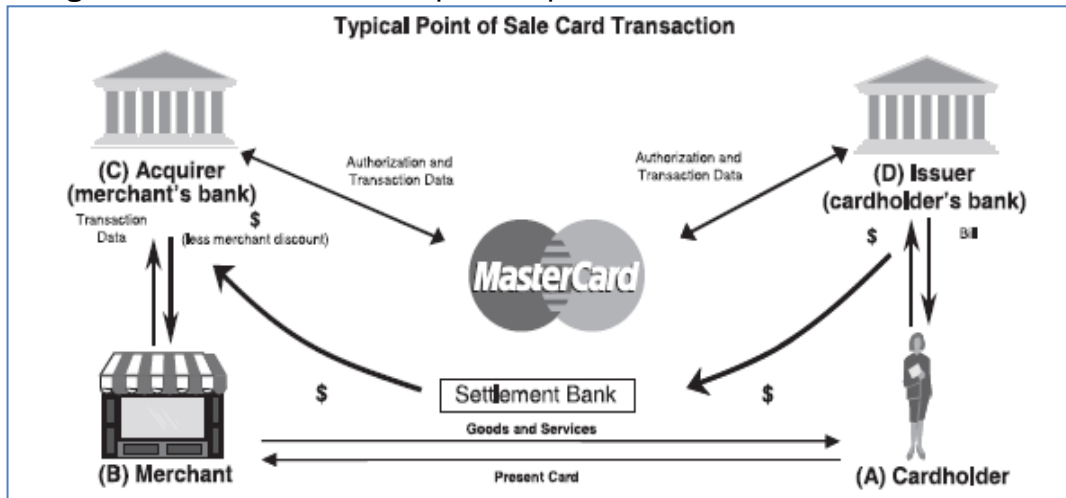 Typical Point of Sale Card Transaction
(C) Acquirer
(merchant's bank)
Transaction
Data
$
(less merchant discount)
Authorization and
Transaction Data
Authorization and
Transaction Data
(D) Issuer
(cardholder's bank)
$
Bill
MasterCard
$
Settlement Bank
$
Goods and Services
Present Card
(B) Merchant
(A) Cardholder